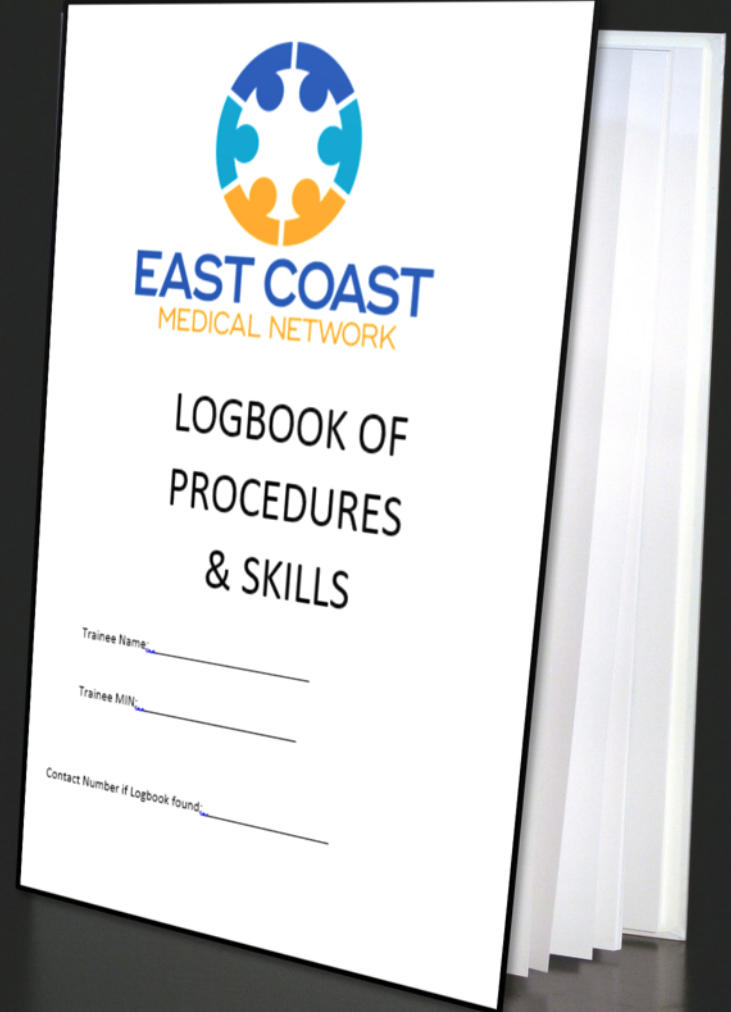 EAST COAST
MEDICAL NETWORK
LOGBOOK OF
PROCEDURES
& SKILLS
Trainee Name:
Trainee MIN:
Contact Number if Logbook found: